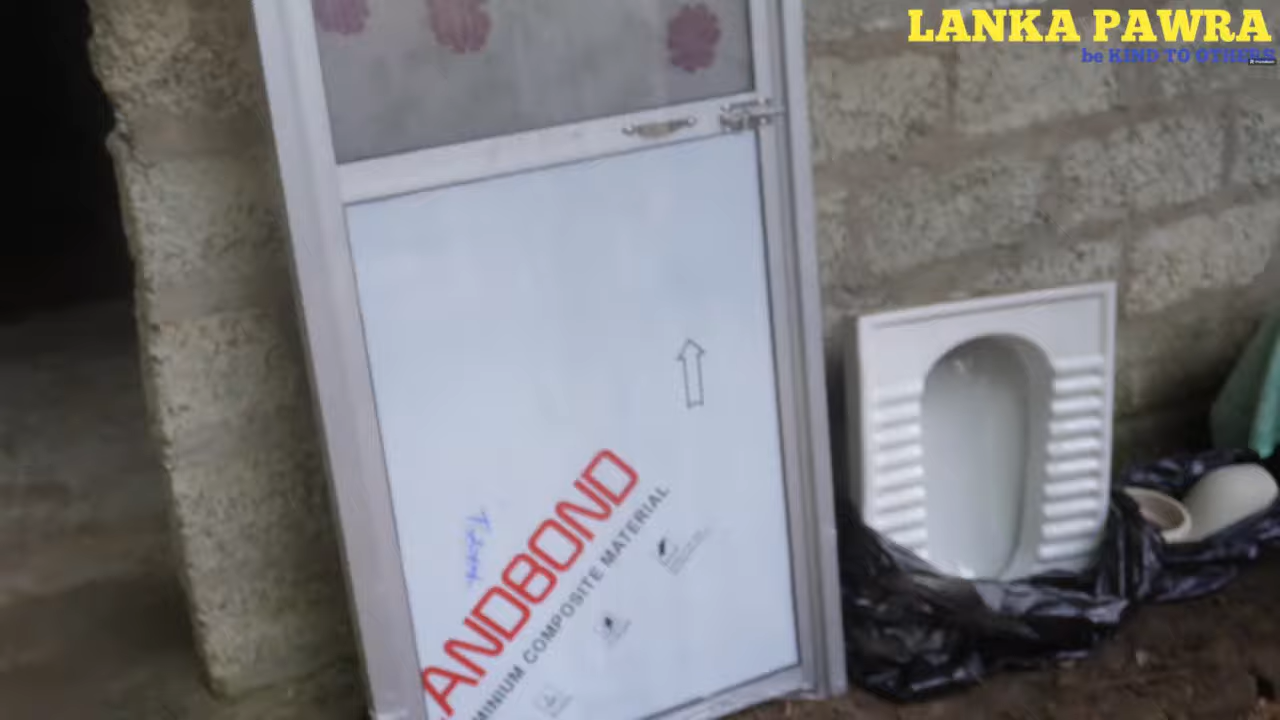 LANKA PAWRA
be KIND TO OTHERS
ANDBOND
MINIUM COMPOSITE MATERIAL